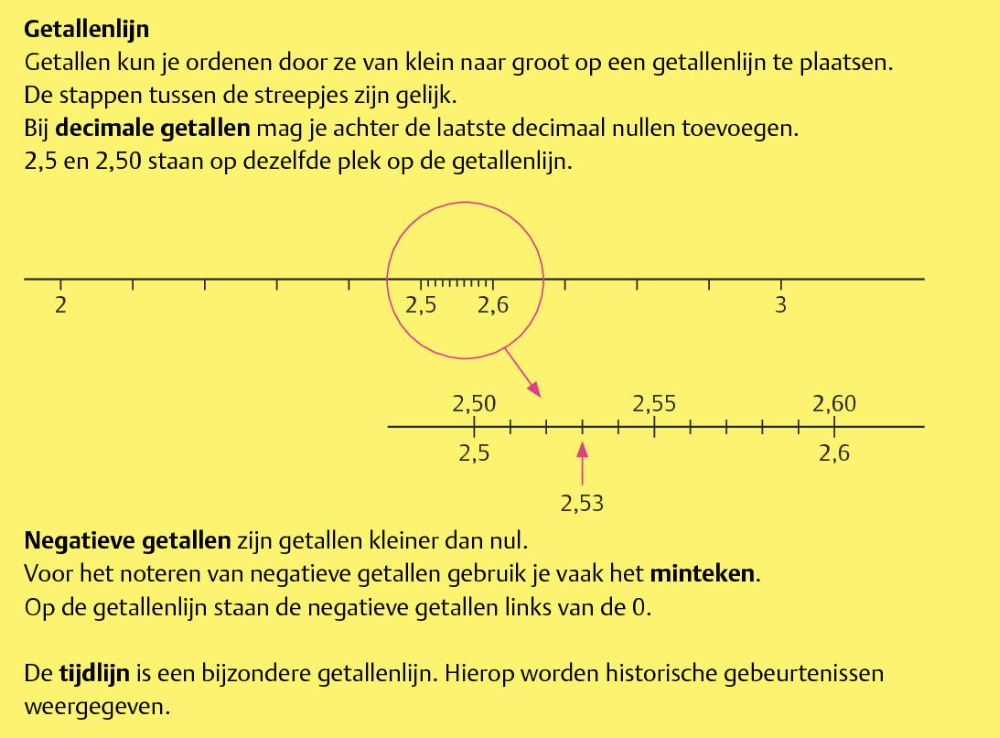 Getallenlijn
Getallen kun je ordenen door ze van klein naar groot op een getallenlijn te plaatsen.
De stappen tussen de streepjes zijn gelijk.
Bij decimale getallen mag je achter de laatste decimaal nullen toevoegen.
2,5 en 2,50 staan op dezelfde plek op de getallenlijn.
2 2,5 2,6 3
2,50 2,55 2,60
2,5 2,6
2,53
Negatieve getallen zijn getallen kleiner dan nul.
Voor het noteren van negatieve getallen gebruik je vaak het minteken.
Op de getallenlijn staan de negatieve getallen links van de 0.
De tijdlijn is een bijzondere getallenlijn. Hierop worden historische gebeurtenissen
weergegeven.